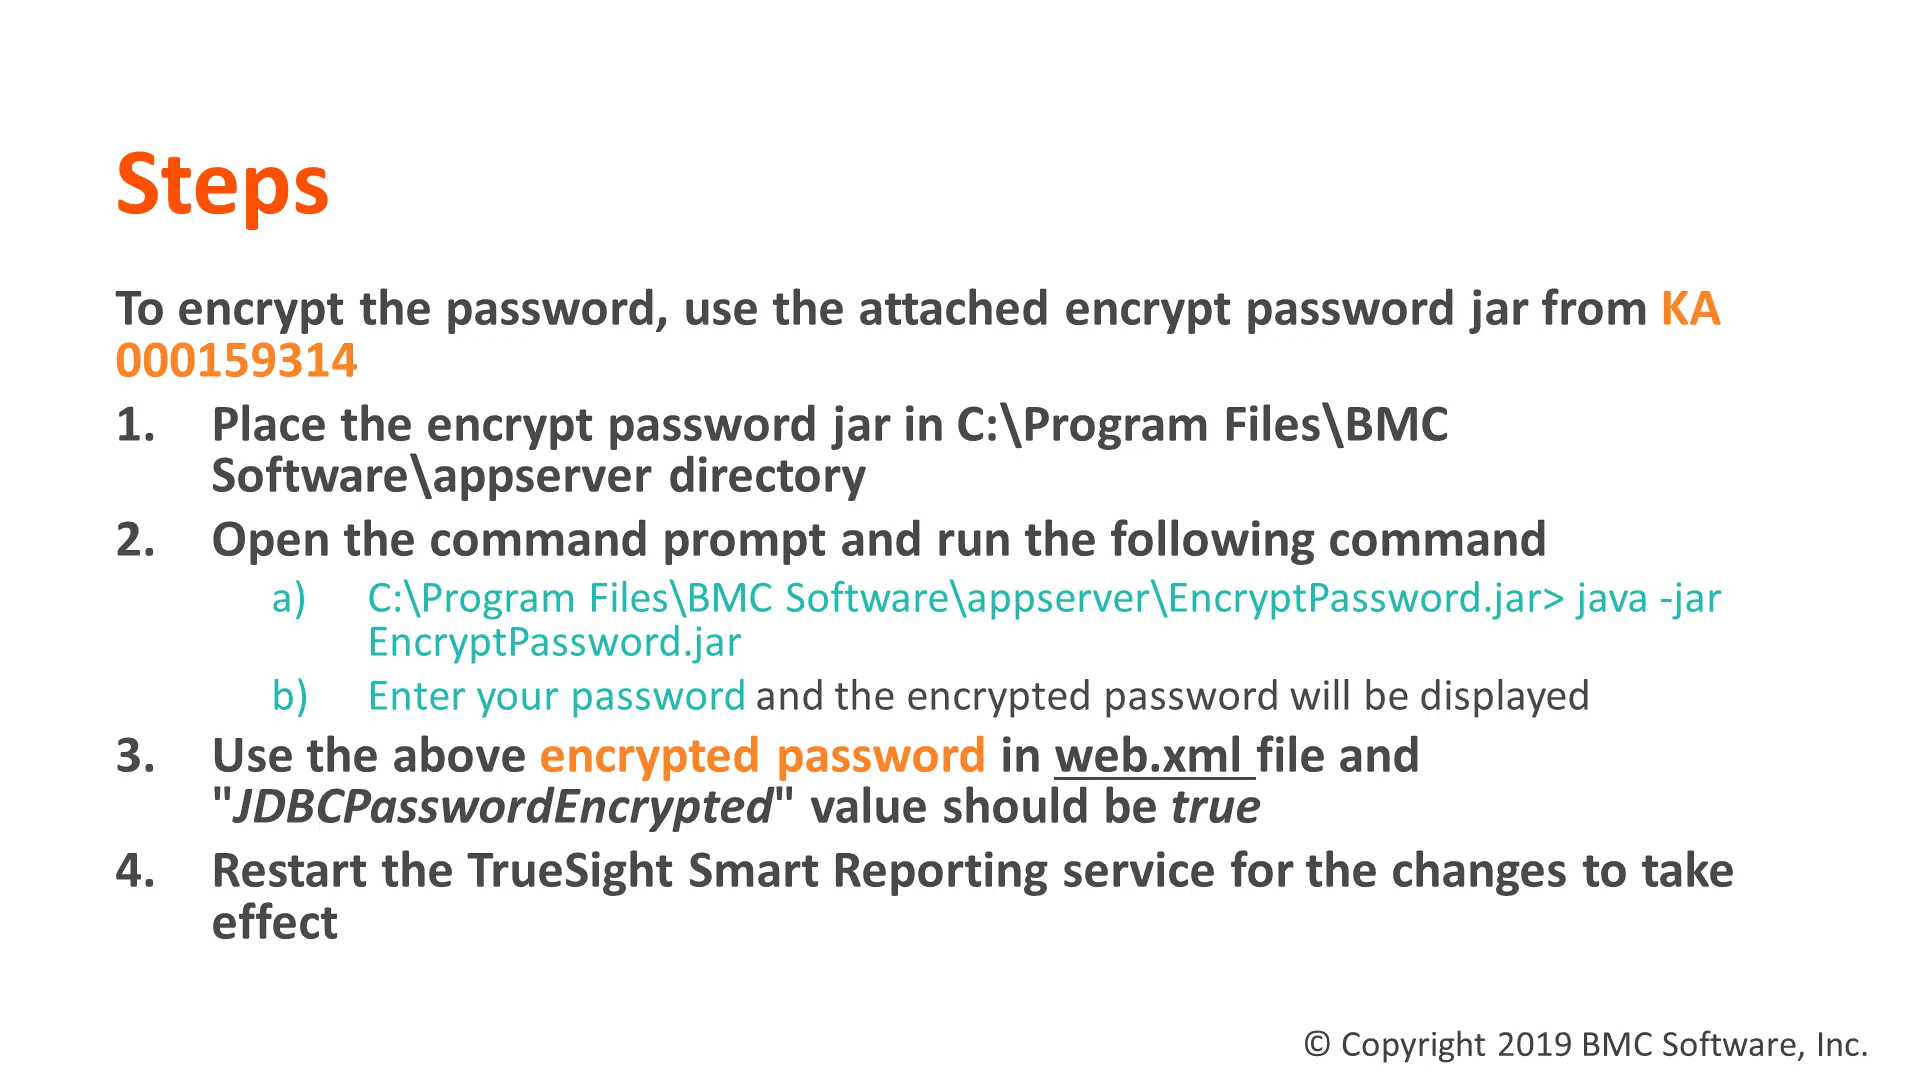 Steps
To encrypt the password, use the attached encrypt password jar from KA
000159314
1. Place the encrypt password jar in C:\Program Files\BMC
Software\appserver directory
2. Open the command prompt and run the following command
a) C:\Program Files\BMC Software\appserver\EncryptPassword.jar> java -jar
EncryptPassword.jar
b) Enter your password and the encrypted password will be displayed
3. Use the above encrypted password in web.xml file and
"JDBCPasswordEncrypted" value should be true
4. Restart the TrueSight Smart Reporting service for the changes to take
effect
© Copyright 2019 BMC Software, Inc.